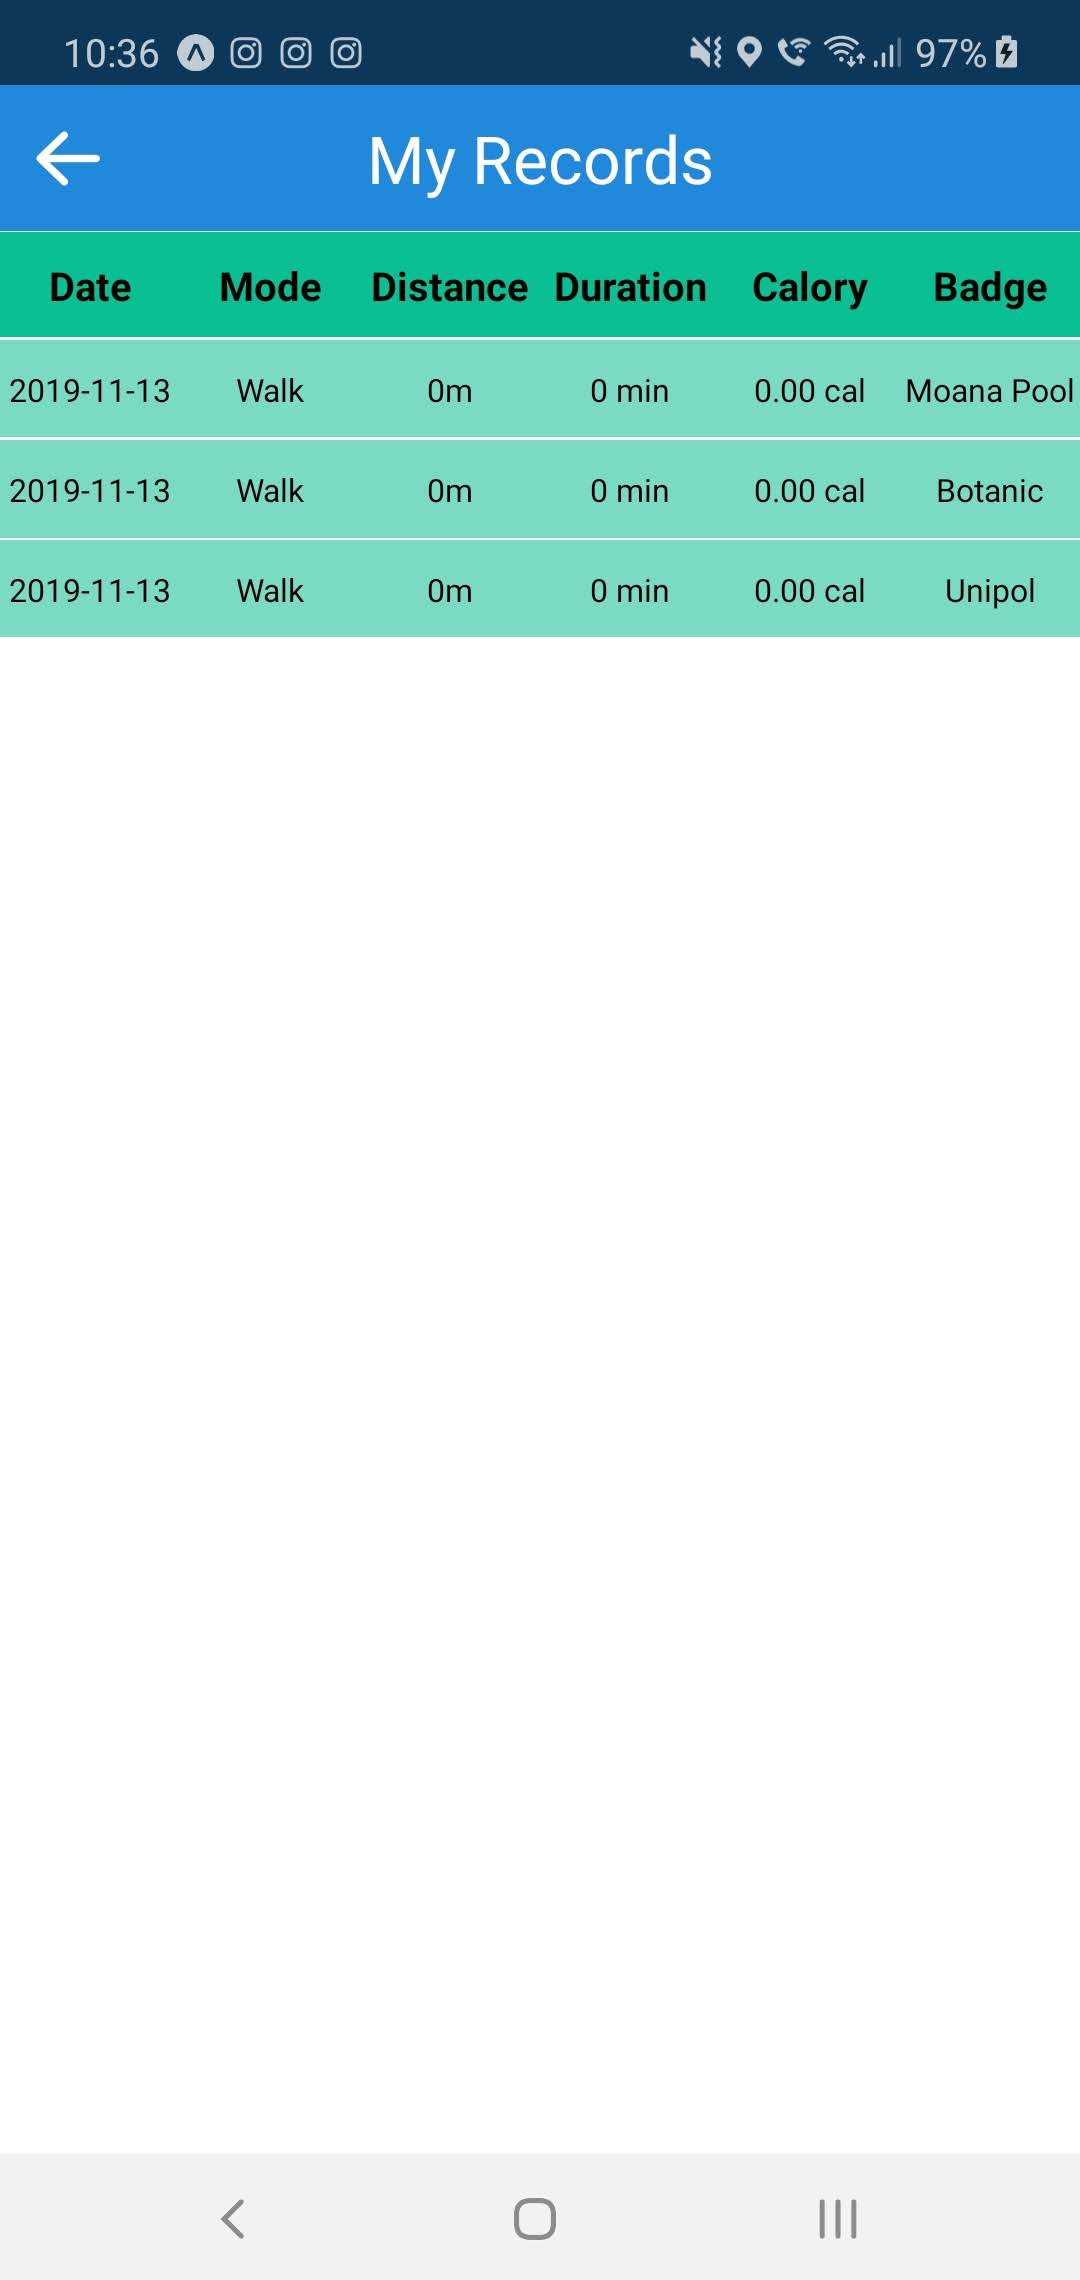 10:36 97%
My Records
Date Mode Distance Duration Calory Badge
2019-11-13 Walk 0m 0 min 0.00 cal Moana Pool
2019-11-13 Walk 0m 0 min 0.00 cal Botanic
2019-11-13 Walk 0m 0 min 0.00 cal Unipol